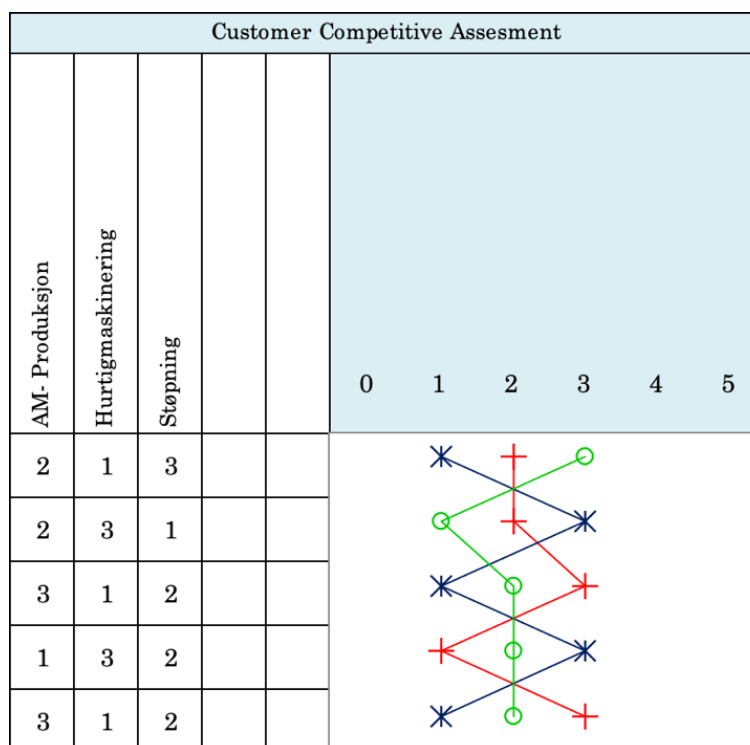 Customer Competitive Assesment
AM- Produksjon
Hurtigmaskinering
Støpning
0 1 2 3 4 5
2 1 3
2 3 1
3 1 2
1 3 2
3 1 2